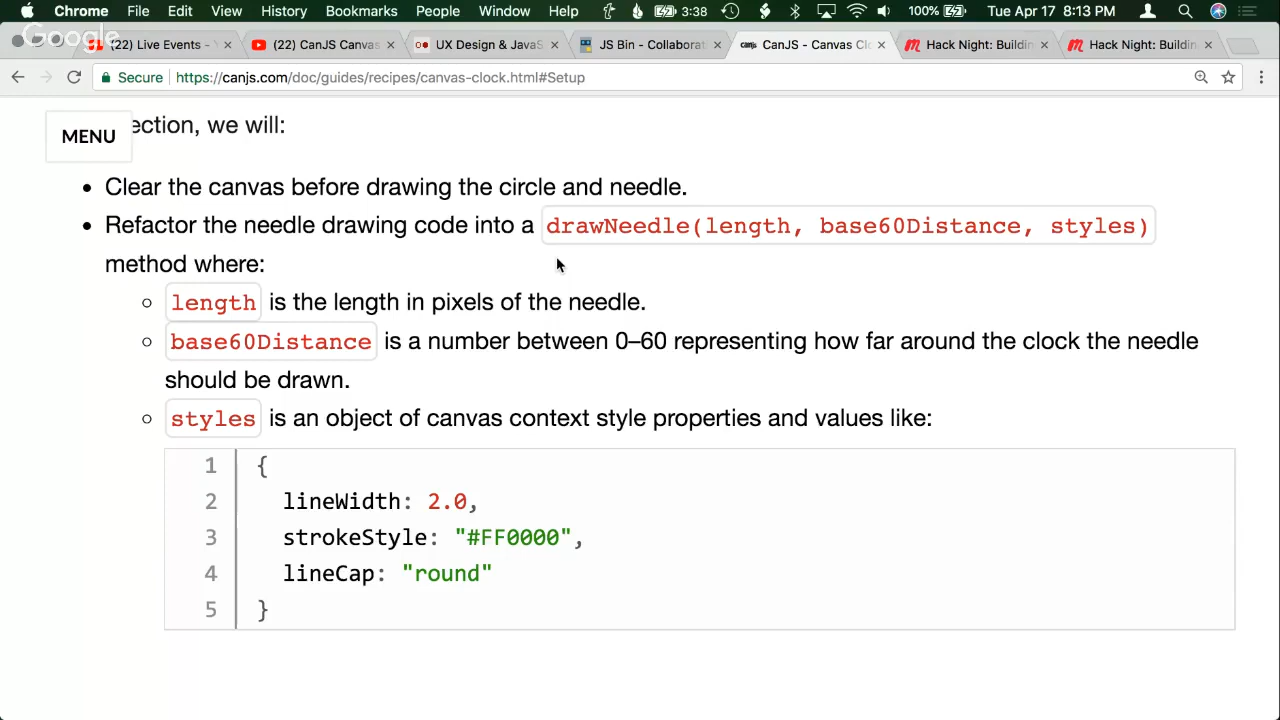 Chrome File Edit View History Bookmarks People Window Help 3:38 100% Tue Apr 17 8:13 PM
Google
(22) Live Events - Y (22) CanJS Canvas UX Design & Java JS Bin - Collaborat CanJS - Canvas Clo Hack Night: Buildin Hack Night: Buildin
Secure https://canjs.com/doc/guides/recipes/canvas-clock.html#Setup
MENU ection, we will:
• Clear the canvas before drawing the circle and needle.
• Refactor the needle drawing code into a drawNeedle(length, base60Distance, styles)
method where:
length is the length in pixels of the needle.
base60Distance is a number between 0–60 representing how far around the clock the needle
should be drawn.
styles is an object of canvas context style properties and values like:
1 {
2 lineWidth: 2.0,
3 strokeStyle: "#FF0000",
4 lineCap: "round"
5 }